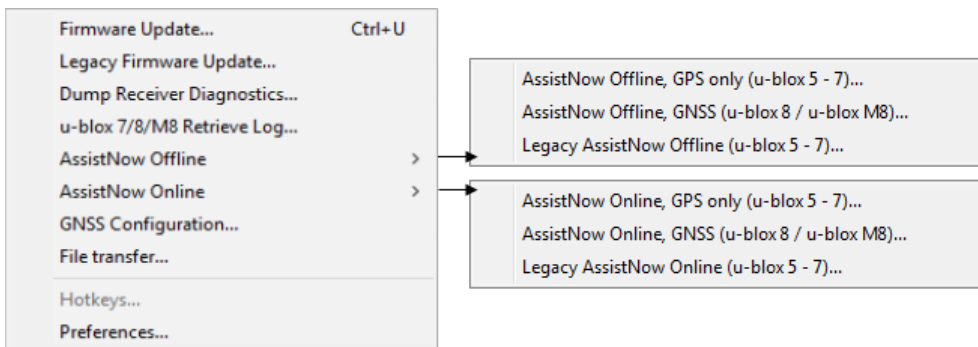 Firmware Update... Ctrl+U
Legacy Firmware Update...
Dump Receiver Diagnostics...
u-blox 7/8/M8 Retrieve Log...
AssistNow Offline >
AssistNow Online >
GNSS Configuration...
File transfer...
Hotkeys...
Preferences...
AssistNow Offline, GPS only (u-blox 5 - 7)...
AssistNow Offline, GNSS (u-blox 8 / u-blox M8)...
Legacy AssistNow Offline (u-blox 5 - 7)...
AssistNow Online, GPS only (u-blox 5 - 7)...
AssistNow Online, GNSS (u-blox 8 / u-blox M8)...
Legacy AssistNow Online (u-blox 5 - 7)...